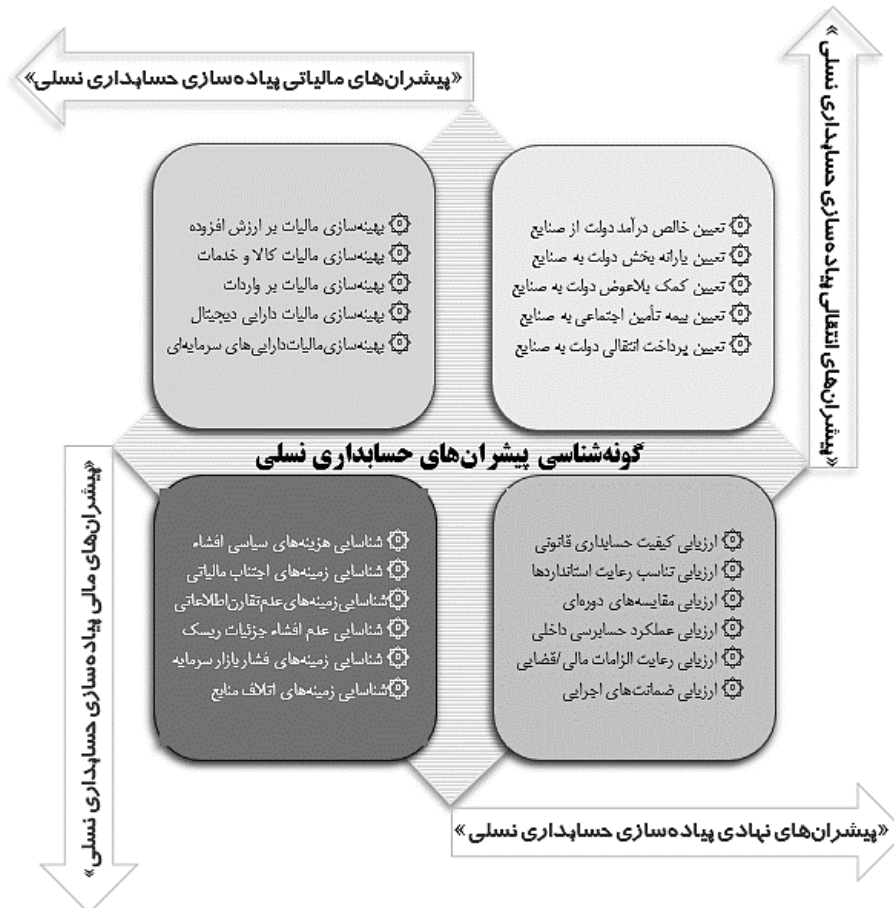 «پیشران‌های مالیاتی پیاده‌سازی حسابداری نسلی»
«پیشران‌های انتقالی پیاده‌سازی حسابداری نسلی»
تعیین خالص درآمد دولت از صنایع
تعیین یارانه بخش دولت به صنایع
تعیین کمک بلاعوض دولت به صنایع
تعیین بیمه تأمین اجتماعی به صنایع
تعیین پرداخت انتقالی دولت به صنایع
بهینه‌سازی مالیات بر ارزش افزوده
بهینه‌سازی مالیات کالا و خدمات
بهینه‌سازی مالیات بر واردات
بهینه‌سازی مالیات دارایی دیجیتال
بهینه‌سازی مالیات دارایی‌های سرمایه‌ای
گونه‌شناسی پیشران‌های حسابداری نسلی
ارزیابی کیفیت حسابداری قانونی
ارزیابی تناسب رعایت استانداردها
ارزیابی مقایسه‌های دوره‌ای
ارزیابی عملکرد حسابرسی داخلی
ارزیابی رعایت الزامات مالی/قضایی
ارزیابی ضمانت‌های اجرایی
شناسایی هزینه‌های سیاسی افشاء
شناسایی زمینه‌های اجتناب مالیاتی
شناسایی زمینه‌های عدم‌تقارن اطلاعاتی
شناسایی عدم افشاء جزئیات ریسک
شناسایی زمینه‌های فشار بازار سرمایه
شناسایی زمینه‌های اتلاف منابع
«پیشران‌های مالی پیاده‌سازی حسابداری نسلی»
«پیشران‌های نهادی پیاده‌سازی حسابداری نسلی»